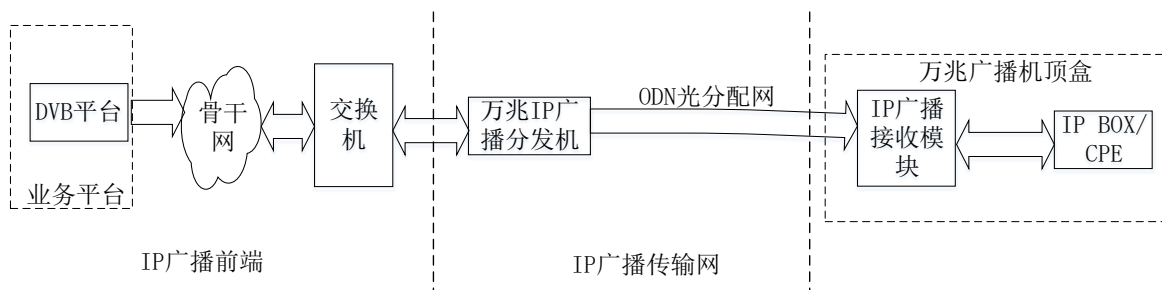 DVB平台
业务平台
骨干
网
交换
机
IP广播前端
万兆IP广
播分发机
ODN光分配网
IP广播传输网
万兆广播机顶盒
IP广播
接收模
块
IP BOX/
CPE